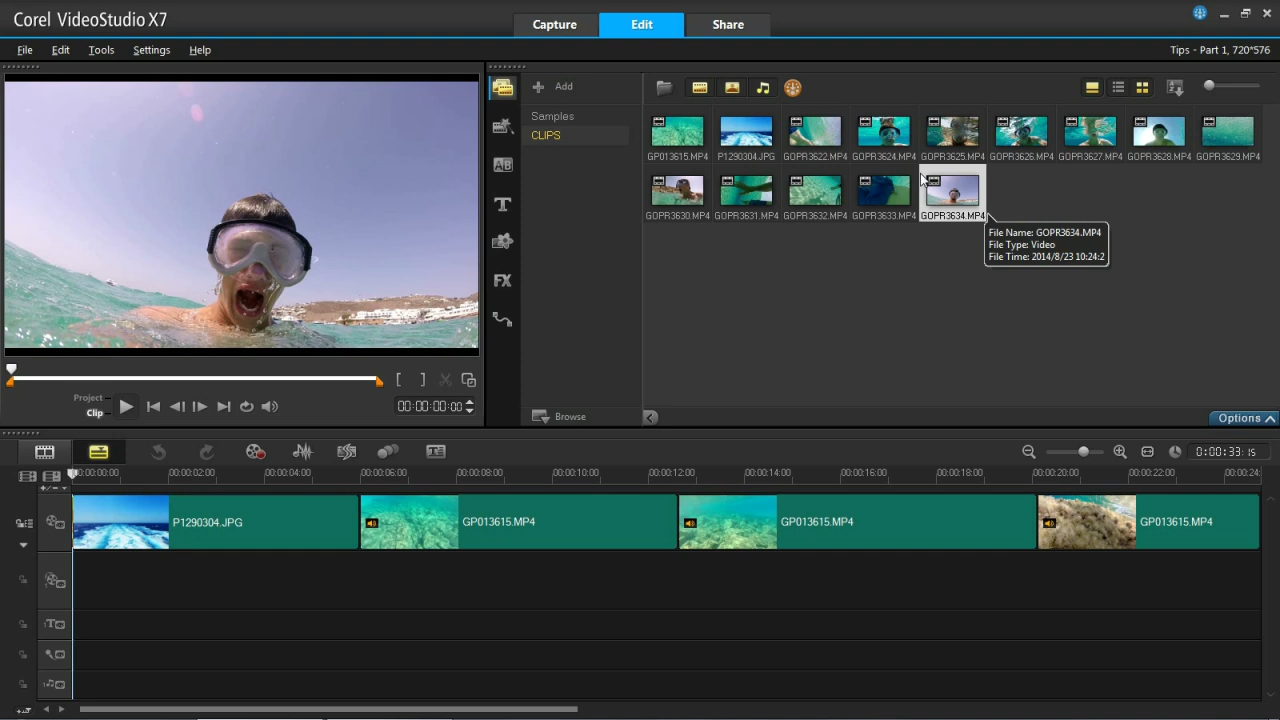 Corel VideoStudio X7
Capture
Edit
Share
File
Edit
Tools
Settings
Help
Tips - Part 1, 720*576
Add
Samples
CLIPS
GP013615.MP4
P1290304.JPG
GOPR3622.MP4
GOPR3624.MP4
GOPR3625.MP4
GOPR3626.MP4
GOPR3627.MP4
GOPR3628.MP4
GOPR3629.MP4
GOPR3630.MP4
GOPR3631.MP4
GOPR3632.MP4
GOPR3633.MP4
GOPR3634.MP4
File Name: GOPR3634.MP4
File Type: Video
File Time: 2014/8/23 10:24:2
AB
T
FX
Browse
Options
Project
Clip
[ ]
00:00:00:00
0:00:33:15
00:00:00:00
00:00:02:00
00:00:04:00
00:00:06:00
00:00:08:00
00:00:10:00
00:00:12:00
00:00:14:00
00:00:16:00
00:00:18:00
00:00:20:00
00:00:22:00
00:00:24:
P1290304.JPG
GP013615.MP4
GP013615.MP4
GP013615.MP4